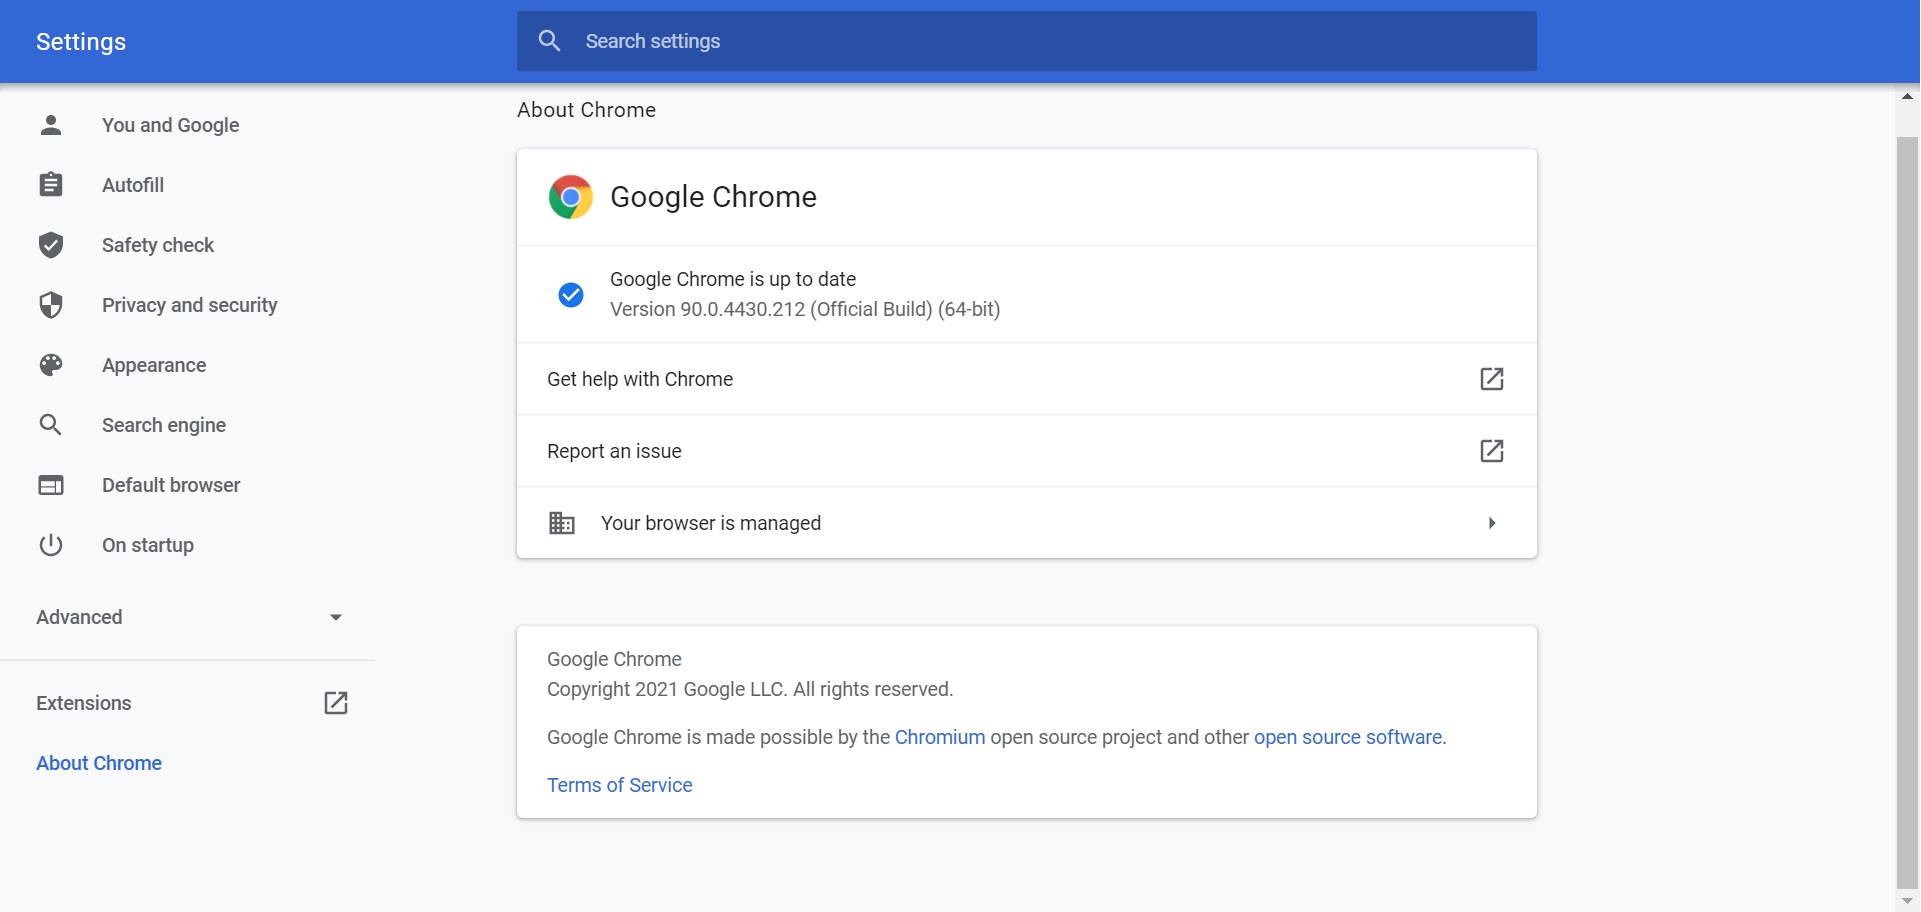 Settings
Search settings
You and Google
Autofill
Safety check
Privacy and security
Appearance
Search engine
Default browser
On startup
Advanced
Extensions
About Chrome
About Chrome
Google Chrome
Google Chrome is up to date
Version 90.0.4430.212 (Official Build) (64-bit)
Get help with Chrome
Report an issue
Your browser is managed
Google Chrome
Copyright 2021 Google LLC. All rights reserved.
Google Chrome is made possible by the Chromium open source project and other open source software.
Terms of Service